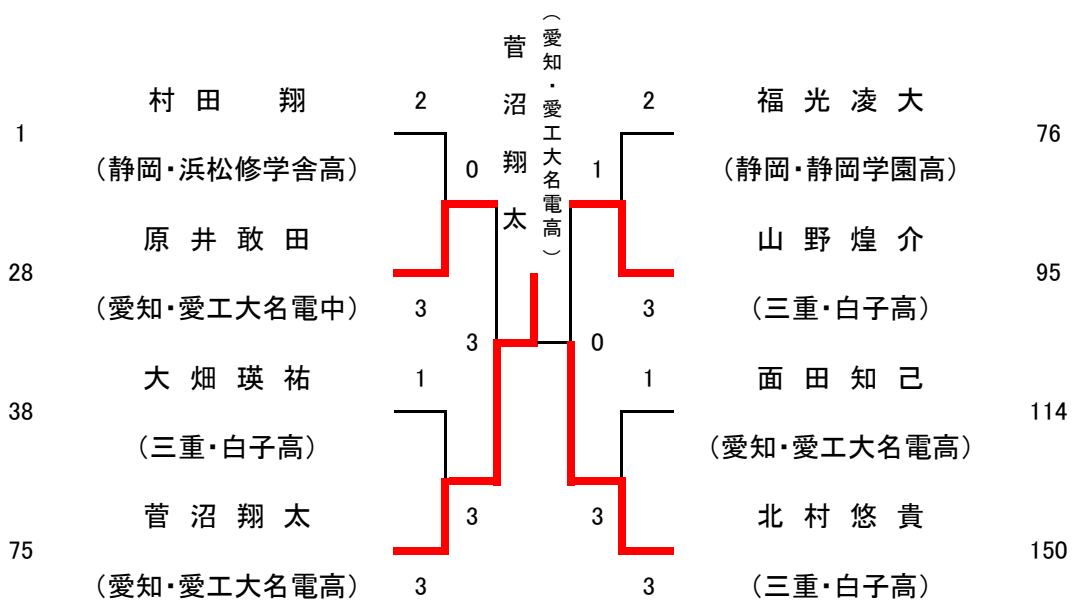 菅沼翔太
（愛知・愛工大名電高）
村田 翔 2
1
（静岡・浜松修学舎高） 0
原井敢田
28
（愛知・愛工大名電中） 3
3
大畑瑛祐 1
38
（三重・白子高）
菅沼翔太 3
75
（愛知・愛工大名電高） 3
2 福光凌大
76
1 （静岡・静岡学園高）
山野煌介
95
3 （三重・白子高）
0
1 面田知己
114
（愛知・愛工大名電高）
3 北村悠貴
150
3 （三重・白子高）